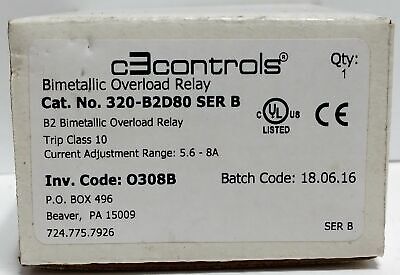 c3controls®
Qty:
1
Bimetallic Overload Relay
Cat. No. 320-B2D80 SER B
B2 Bimetallic Overload Relay
Trip Class 10
Current Adjustment Range: 5.6 - 8A
C UL US
LISTED
CE
Inv. Code: O308B
Batch Code: 18.06.16
P.O. BOX 496
Beaver, PA 15009
724.775.7926
SER B